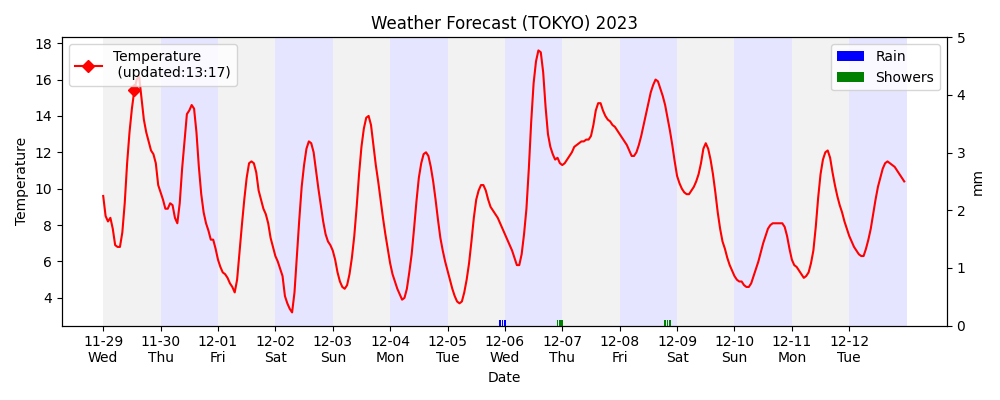 Weather Forecast (TOKYO) 2023
Temperature
(updated:13:17)
Rain
Showers
Temperature
18
16
14
12
10
8
6
4
5
4
3
2
1
0
mm
11-29 11-30 12-01 12-02 12-03 12-04 12-05 12-06 12-07 12-08 12-09 12-10 12-11 12-12
Wed Thu Fri Sat Sun Mon Tue Wed Thu Fri Sat Sun Mon Tue
Date